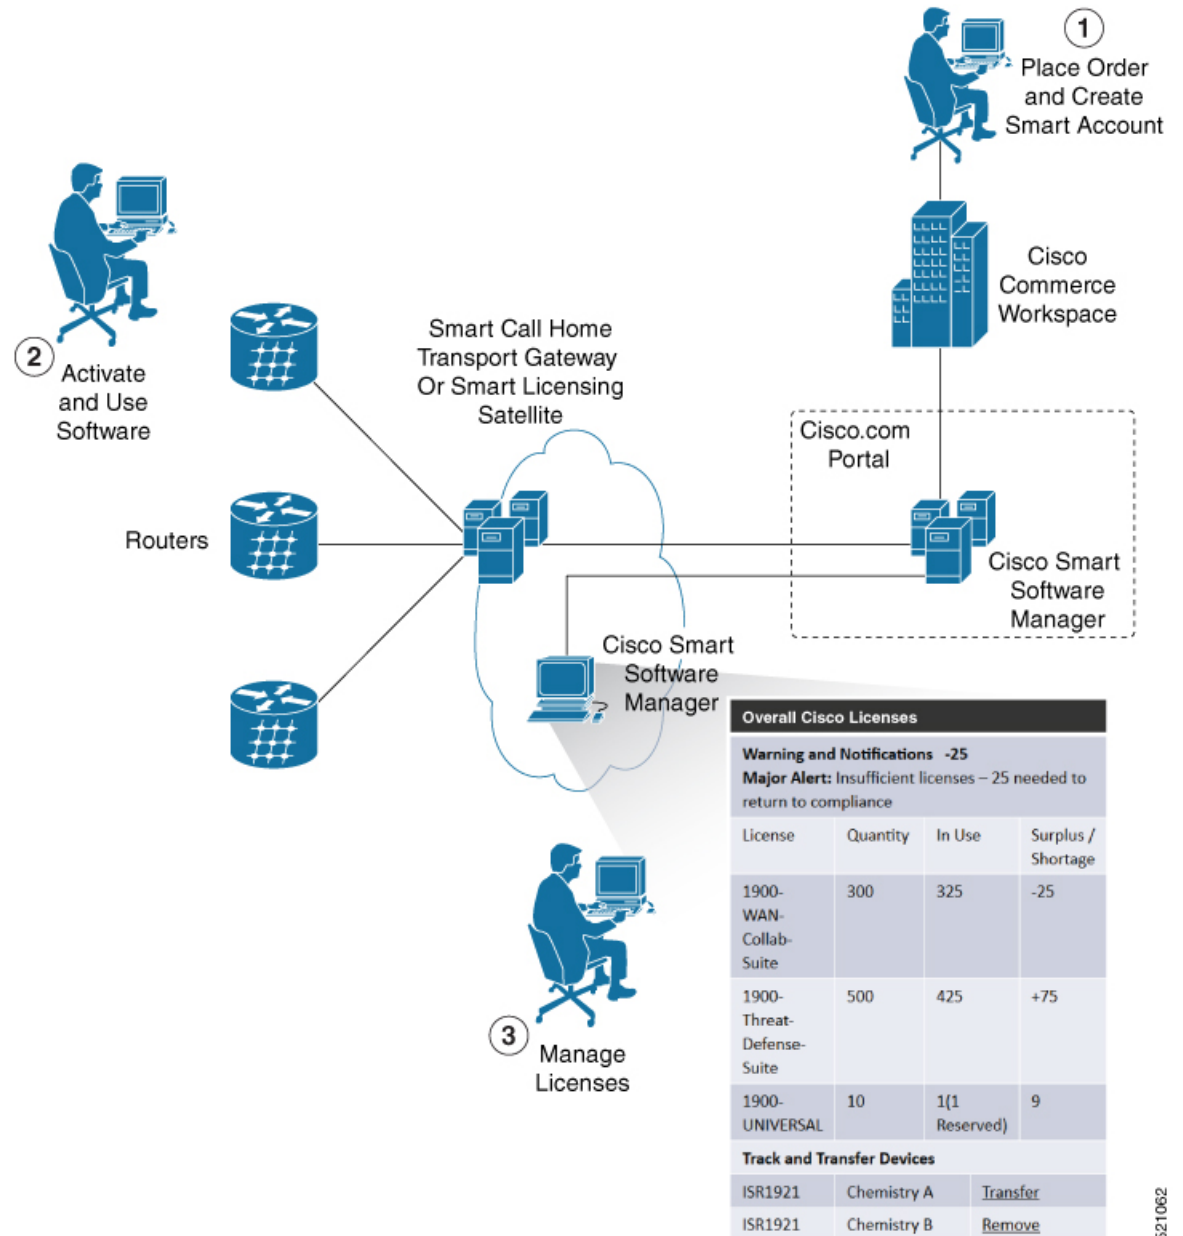 1
Place Order
and Create
Smart Account
Cisco
Commerce
Workspace
2
Activate
and Use
Software
Smart Call Home
Transport Gateway
Or Smart Licensing
Satellite
Cisco.com
Portal
Routers
Cisco Smart
Software
Manager
Cisco Smart
Software
Manager
Overall Cisco Licenses
Warning and Notifications -25
Major Alert: Insufficient licenses – 25 needed to
return to compliance
License Quantity In Use Surplus /
Shortage
1900- 300 325 -25
WAN-
Collab-
Suite
1900- 500 425 +75
Threat-
Defense-
Suite
1900- 10 1(1 9
UNIVERSAL Reserved)
Track and Transfer Devices
ISR1921 Chemistry A Transfer
ISR1921 Chemistry B Remove
3
Manage
Licenses
521062